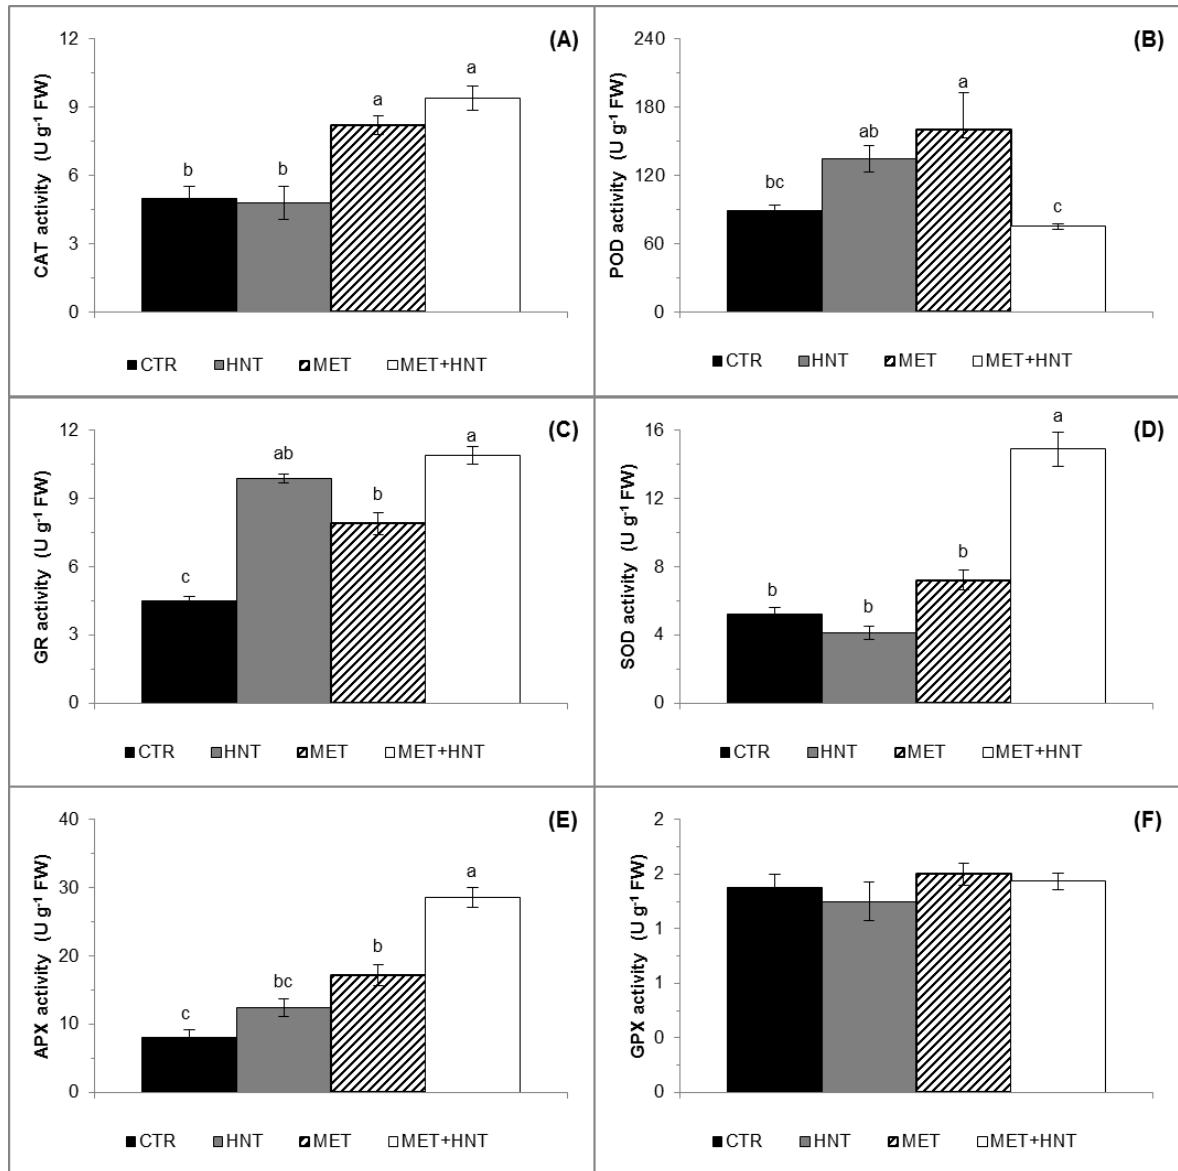 (A)
CAT activity (U g⁻¹ FW)
12
9
6
3
0
b
b
a
a
CTR HNT MET MET+HNT
(B)
POD activity (U g⁻¹ FW)
240
180
120
60
0
bc
ab
a
c
CTR HNT MET MET+HNT
(C)
GR activity (U g⁻¹ FW)
12
9
6
3
0
c
ab
b
a
CTR HNT MET MET+HNT
(D)
SOD activity (U g⁻¹ FW)
16
12
8
4
0
b
b
b
a
CTR HNT MET MET+HNT
(E)
APX activity (U g⁻¹ FW)
40
30
20
10
0
c
bc
b
a
CTR HNT MET MET+HNT
(F)
GPX activity (U g⁻¹ FW)
2
2
1
1
0
0
CTR HNT MET MET+HNT